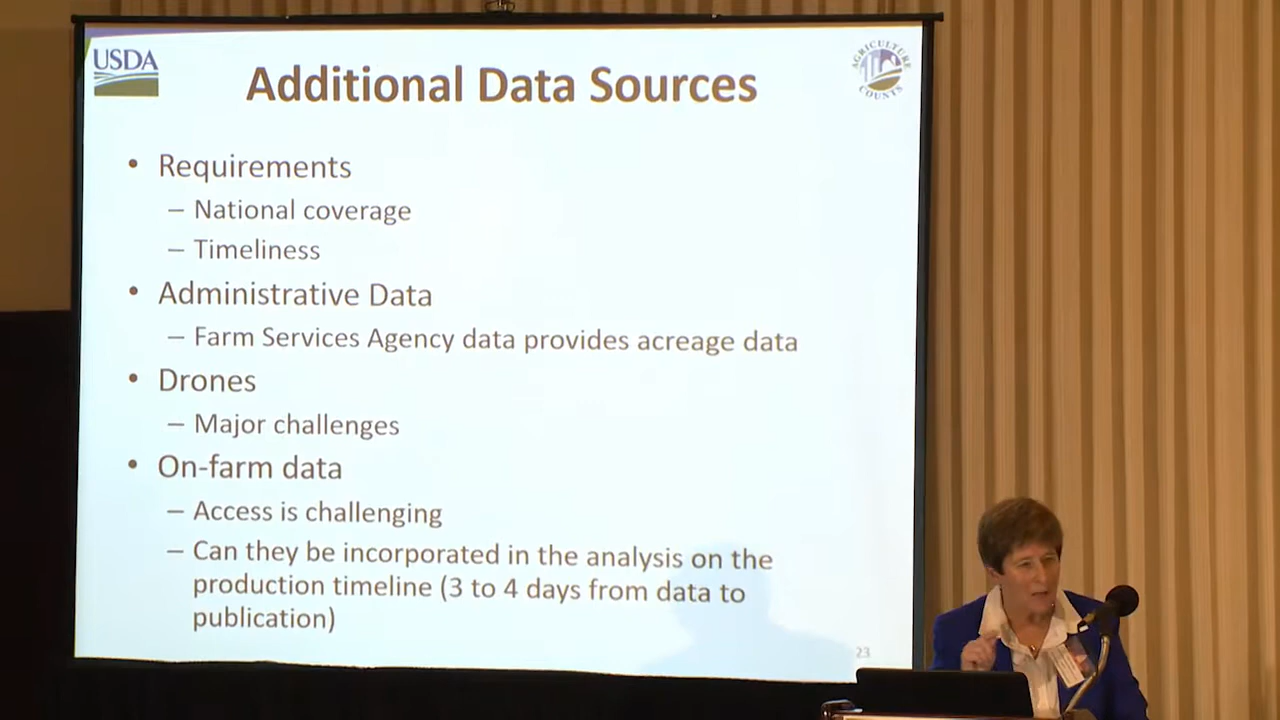 USDA
AGRICULTURE
COUNTS
Additional Data Sources
• Requirements
– National coverage
– Timeliness
• Administrative Data
– Farm Services Agency data provides acreage data
• Drones
– Major challenges
• On-farm data
– Access is challenging
– Can they be incorporated in the analysis on the
production timeline (3 to 4 days from data to
publication)
23